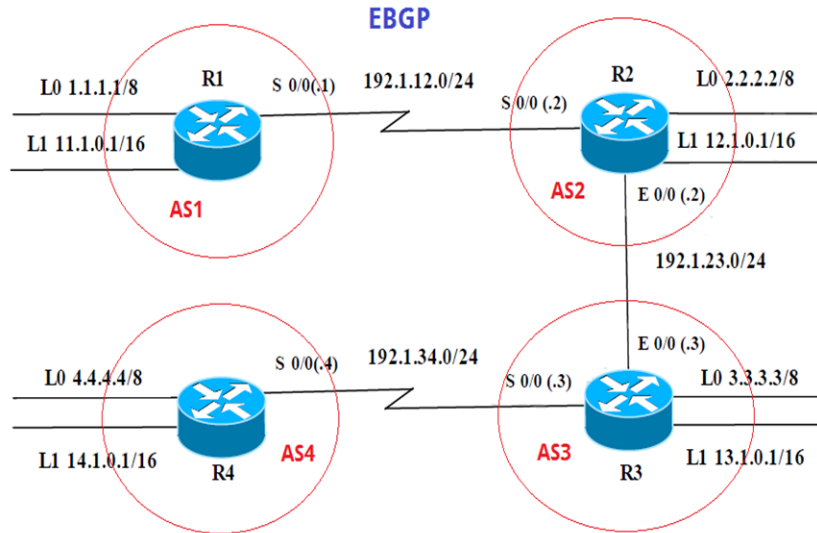 EBGP
R1
S 0/0(.1)
192.1.12.0/24
S 0/0 (.2)
R2
L0 1.1.1.1/8
L0 2.2.2.2/8
L1 11.1.0.1/16
L1 12.1.0.1/16
AS1
AS2
E 0/0 (.2)
192.1.23.0/24
E 0/0 (.3)
L0 4.4.4.4/8
S 0/0(.4)
192.1.34.0/24
S 0/0 (.3)
L0 3.3.3.3/8
L1 14.1.0.1/16
R4
AS4
AS3
R3
L1 13.1.0.1/16